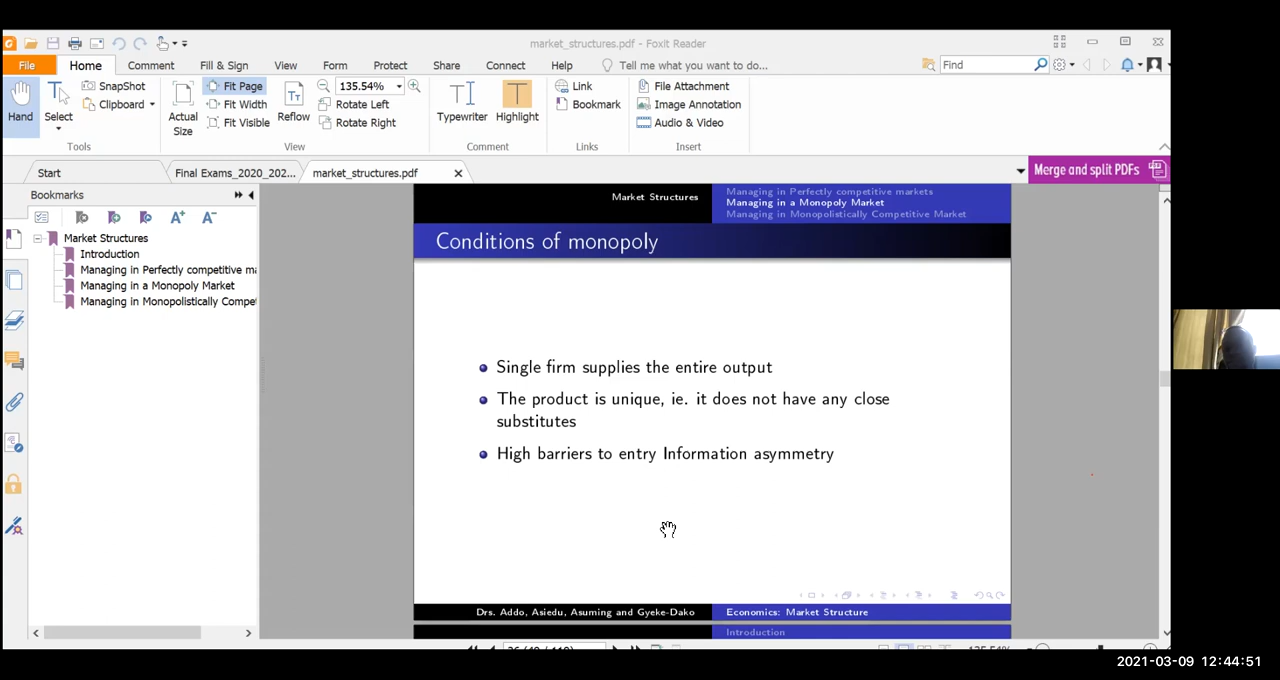 market_structures.pdf - Foxit Reader
File Home Comment Fill & Sign View Form Protect Share Connect Help Tell me what you want to do... Find
Hand
Select
SnapShot
Clipboard
Tools
Actual Size
Fit Page
Fit Width
Fit Visible
Reflow
135.54%
Rotate Left
Rotate Right
View
Typewriter
Highlight
Comment
Link
Bookmark
Links
File Attachment
Image Annotation
Audio & Video
Insert
Start Final Exams_2020_202... market_structures.pdf Merge and split PDFs
Bookmarks
Market Structures
Introduction
Managing in Perfectly competitive ma
Managing in a Monopoly Market
Managing in Monopolistically Compe
Market Structures
Managing in Perfectly competitive markets
Managing in a Monopoly Market
Managing in Monopolistically Competitive Market
Conditions of monopoly
Single firm supplies the entire output
The product is unique, ie. it does not have any close
substitutes
High barriers to entry Information asymmetry
Drs. Addo, Asiedu, Asuming and Gyeke-Dako Economics: Market Structure
Introduction
135.54%
2021-03-09 12:44:51